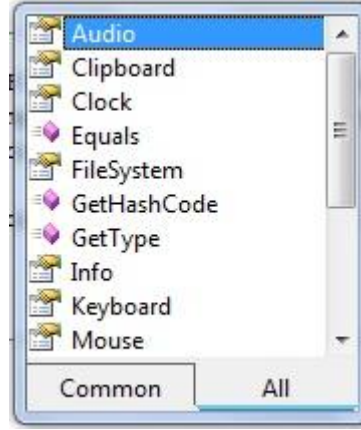 Audio
Clipboard
Clock
Equals
FileSystem
GetHashCode
GetType
Info
Keyboard
Mouse
Common All